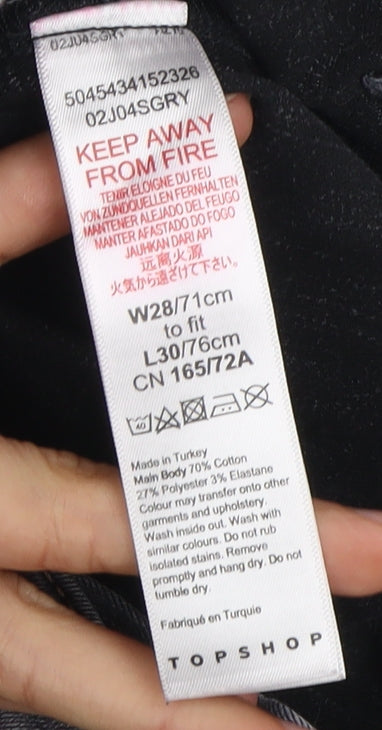 02JU4SGRY
5045434152326
02J04SGRY
KEEP AWAY
FROM FIRE
TENIR ELOIGNE DU FEU
VON ZUNDQUELLEN FERNHALTEN
MANTENER ALEJADO DEL FEUGO
MANTER AFASTADO DO FOGO
JAUHKAN DARI API
远离火源
火気から遠ざけて下さい。
W28/71cm
to fit
L30/76cm
CN 165/72A
40
Made in Turkey
Main Body 70% Cotton
27% Polyester 3% Elastane
Colour may transfer onto other
garments and upholstery.
Wash inside out. Wash with
similar colours. Do not rub
isolated stains. Remove
promptly and hang dry. Do not
tumble dry.
Fabriqué en Turquie
TOPSHOP